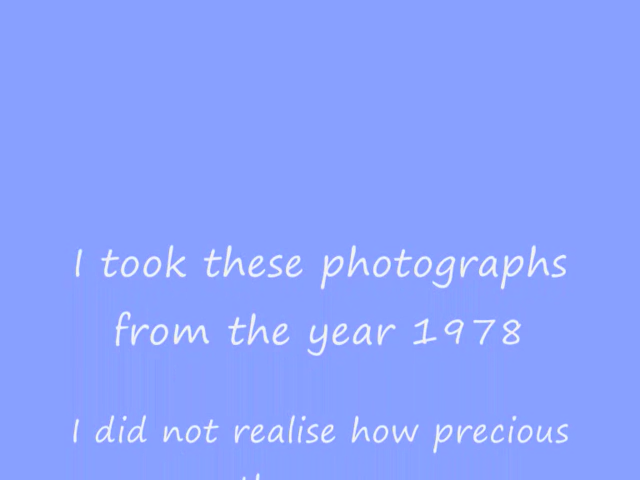 I took these photographs
from the year 1978
I did not realise how precious